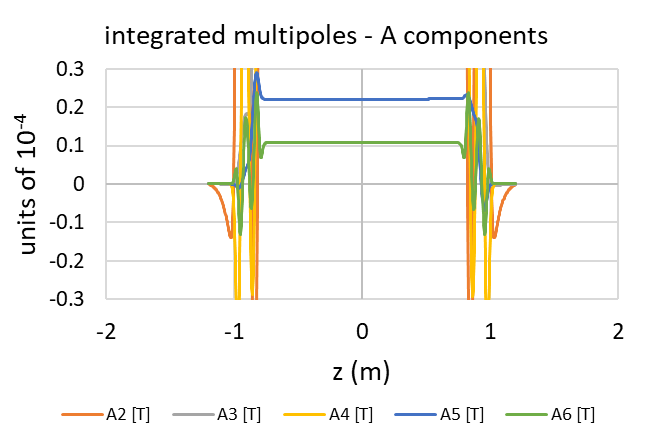 integrated multipoles - A components
units of 10⁻⁴
0.3
0.2
0.1
0
-0.1
-0.2
-0.3
-2 -1 0 1 2
z (m)
A2 [T] A3 [T] A4 [T] A5 [T] A6 [T]